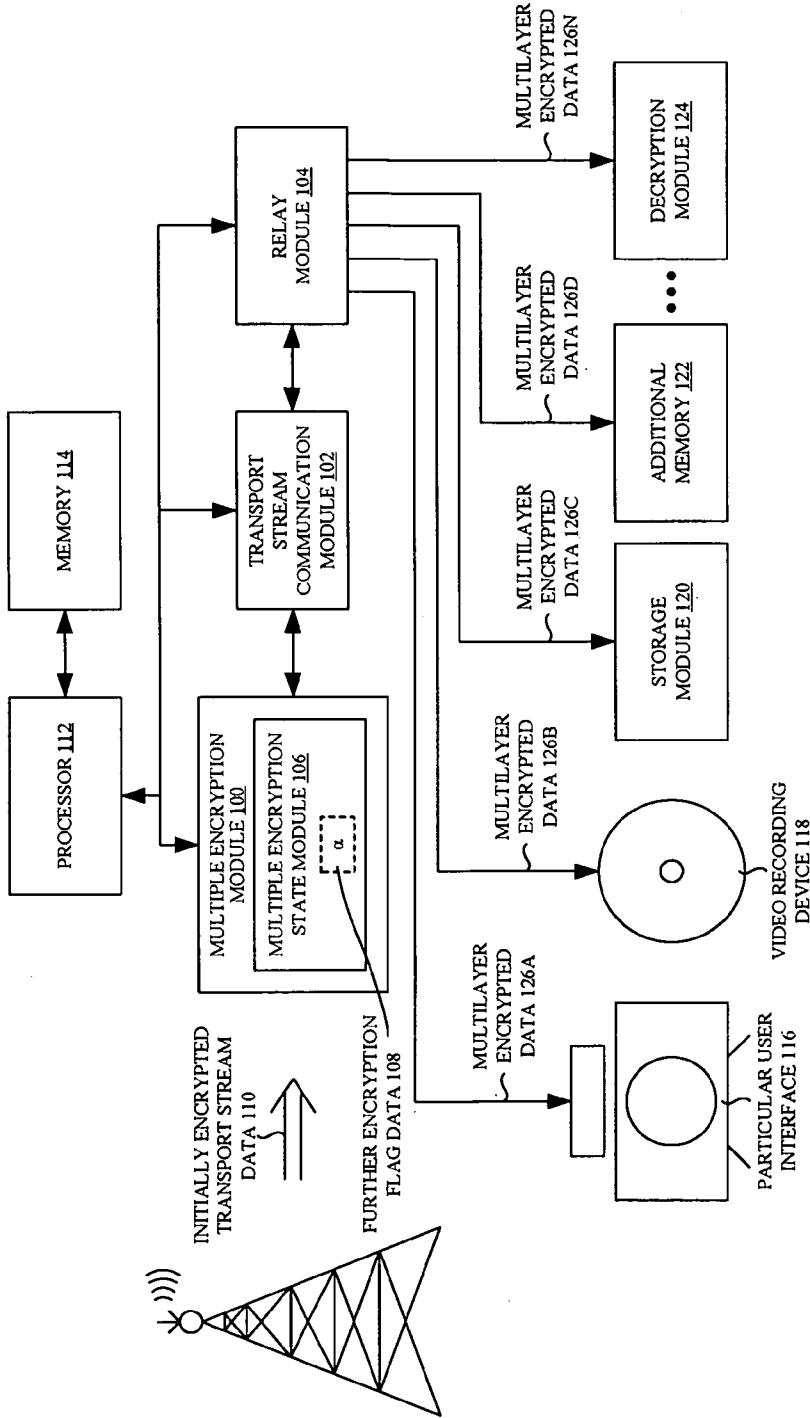 PROCESSOR 112
MEMORY 114
INITIALLY ENCRYPTED
TRANSPORT STREAM
DATA 110
MULTIPLE ENCRYPTION
MODULE 100
MULTIPLE ENCRYPTION
STATE MODULE 106
α
FURTHER ENCRYPTION
FLAG DATA 108
TRANSPORT
STREAM
COMMUNICATION
MODULE 102
RELAY
MODULE 104
MULTILAYER
ENCRYPTED
DATA 126A
MULTILAYER
ENCRYPTED
DATA 126B
MULTILAYER
ENCRYPTED
DATA 126C
MULTILAYER
ENCRYPTED
DATA 126D
MULTILAYER
ENCRYPTED
DATA 126N
PARTICULAR USER
INTERFACE 116
VIDEO RECORDING
DEVICE 118
STORAGE
MODULE 120
ADDITIONAL
MEMORY 122
DECRYPTION
MODULE 124